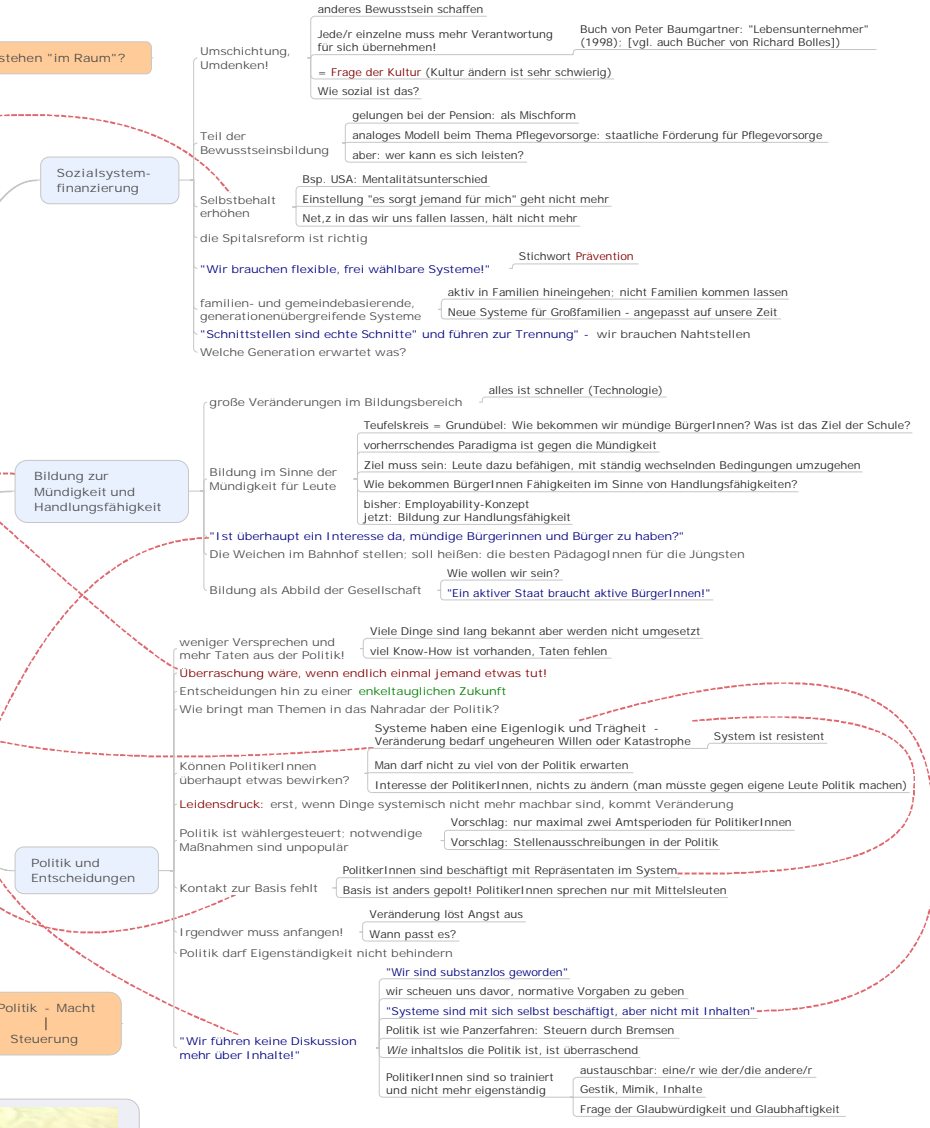 stehen "im Raum"?
Sozialsystem-
finanzierung
Umschichtung,
Umdenken!
anderes Bewusstsein schaffen
Jede/r einzelne muss mehr Verantwortung
für sich übernehmen!
Buch von Peter Baumgartner: "Lebensunternehmer"
(1998); [vgl. auch Bücher von Richard Bolles])
= Frage der Kultur (Kultur ändern ist sehr schwierig)
Wie sozial ist das?
Teil der
Bewusstseinsbildung
gelungen bei der Pension: als Mischform
analoges Modell beim Thema Pflegevorsorge: staatliche Förderung für Pflegevorsorge
aber: wer kann es sich leisten?
Selbstbehalt
erhöhen
Bsp. USA: Mentalitätsunterschied
Einstellung "es sorgt jemand für mich" geht nicht mehr
Net,z in das wir uns fallen lassen, hält nicht mehr
die Spitalsreform ist richtig
"Wir brauchen flexible, frei wählbare Systeme!"
Stichwort Prävention
familien- und gemeindebasierende,
generationenübergreifende Systeme
aktiv in Familien hineingehen; nicht Familien kommen lassen
Neue Systeme für Großfamilien - angepasst auf unsere Zeit
"Schnittstellen sind echte Schnitte" und führen zur Trennung" - wir brauchen Nahtstellen
Welche Generation erwartet was?
Bildung zur
Mündigkeit und
Handlungsfähigkeit
große Veränderungen im Bildungsbereich
alles ist schneller (Technologie)
Bildung im Sinne der
Mündigkeit für Leute
Teufelskreis = Grundübel: Wie bekommen wir mündige BürgerInnen? Was ist das Ziel der Schule?
vorherrschendes Paradigma ist gegen die Mündigkeit
Ziel muss sein: Leute dazu befähigen, mit ständig wechselnden Bedingungen umzugehen
Wie bekommen BürgerInnen Fähigkeiten im Sinne von Handlungsfähigkeiten?
bisher: Employability-Konzept
jetzt: Bildung zur Handlungsfähigkeit
"Ist überhaupt ein Interesse da, mündige Bürgerinnen und Bürger zu haben?"
Die Weichen im Bahnhof stellen; soll heißen: die besten PädagogInnen für die Jüngsten
Bildung als Abbild der Gesellschaft
Wie wollen wir sein?
"Ein aktiver Staat braucht aktive BürgerInnen!"
Politik und
Entscheidungen
weniger Versprechen und
mehr Taten aus der Politik!
Viele Dinge sind lang bekannt aber werden nicht umgesetzt
viel Know-How ist vorhanden, Taten fehlen
Überraschung wäre, wenn endlich einmal jemand etwas tut!
Entscheidungen hin zu einer enkeltauglichen Zukunft
Wie bringt man Themen in das Nahradar der Politik?
Können PolitikerInnen
überhaupt etwas bewirken?
Systeme haben eine Eigenlogik und Trägheit -
Veränderung bedarf ungeheuren Willen oder Katastrophe
System ist resistent
Man darf nicht zu viel von der Politik erwarten
Interesse der PolitikerInnen, nichts zu ändern (man müsste gegen eigene Leute Politik machen)
Leidensdruck: erst, wenn Dinge systemisch nicht mehr machbar sind, kommt Veränderung
Politik ist wählergesteuert; notwendige
Maßnahmen sind unpopulär
Vorschlag: nur maximal zwei Amtsperioden für PolitikerInnen
Vorschlag: Stellenausschreibungen in der Politik
Kontakt zur Basis fehlt
PolitkerInnen sind beschäftigt mit Repräsentaten im System
Basis ist anders gepolt! PolitikerInnen sprechen nur mit Mittelsleuten
Irgendwer muss anfangen!
Veränderung löst Angst aus
Wann passt es?
Politik darf Eigenständigkeit nicht behindern
"Wir führen keine Diskussion
mehr über Inhalte!"
"Wir sind substanzlos geworden"
wir scheuen uns davor, normative Vorgaben zu geben
"Systeme sind mit sich selbst beschäftigt, aber nicht mit Inhalten"
Politik ist wie Panzerfahren: Steuern durch Bremsen
Wie inhaltslos die Politik ist, ist überraschend
PolitikerInnen sind so trainiert
und nicht mehr eigenständig
austauschbar: eine/r wie der/die andere/r
Gestik, Mimik, Inhalte
Frage der Glaubwürdigkeit und Glaubhaftigkeit
Politik - Macht
|
Steuerung